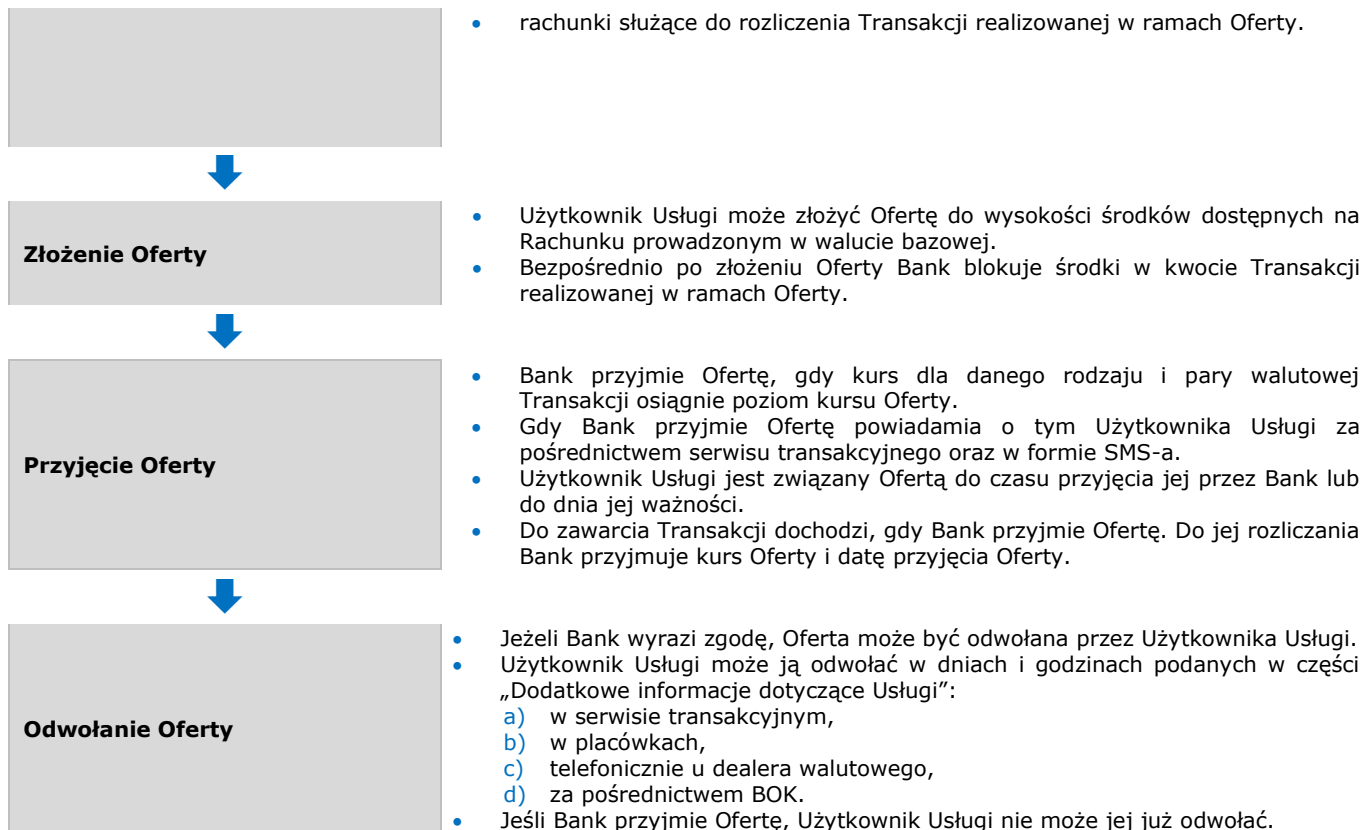 • rachunki służące do rozliczenia Transakcji realizowanej w ramach Oferty.
Złożenie Oferty
• Użytkownik Usługi może złożyć Ofertę do wysokości środków dostępnych na
Rachunku prowadzonym w walucie bazowej.
• Bezpośrednio po złożeniu Oferty Bank blokuje środki w kwocie Transakcji
realizowanej w ramach Oferty.
Przyjęcie Oferty
• Bank przyjmie Ofertę, gdy kurs dla danego rodzaju i pary walutowej
Transakcji osiągnie poziom kursu Oferty.
• Gdy Bank przyjmie Ofertę powiadamia o tym Użytkownika Usługi za
pośrednictwem serwisu transakcyjnego oraz w formie SMS-a.
• Użytkownik Usługi jest związany Ofertą do czasu przyjęcia jej przez Bank lub
do dnia jej ważności.
• Do zawarcia Transakcji dochodzi, gdy Bank przyjmie Ofertę. Do jej rozliczania
Bank przyjmuje kurs Oferty i datę przyjęcia Oferty.
Odwołanie Oferty
• Jeżeli Bank wyrazi zgodę, Oferta może być odwołana przez Użytkownika Usługi.
• Użytkownik Usługi może ją odwołać w dniach i godzinach podanych w części
„Dodatkowe informacje dotyczące Usługi”:
a) w serwisie transakcyjnym,
b) w placówkach,
c) telefonicznie u dealera walutowego,
d) za pośrednictwem BOK.
• Jeśli Bank przyjmie Ofertę, Użytkownik Usługi nie może jej już odwołać.